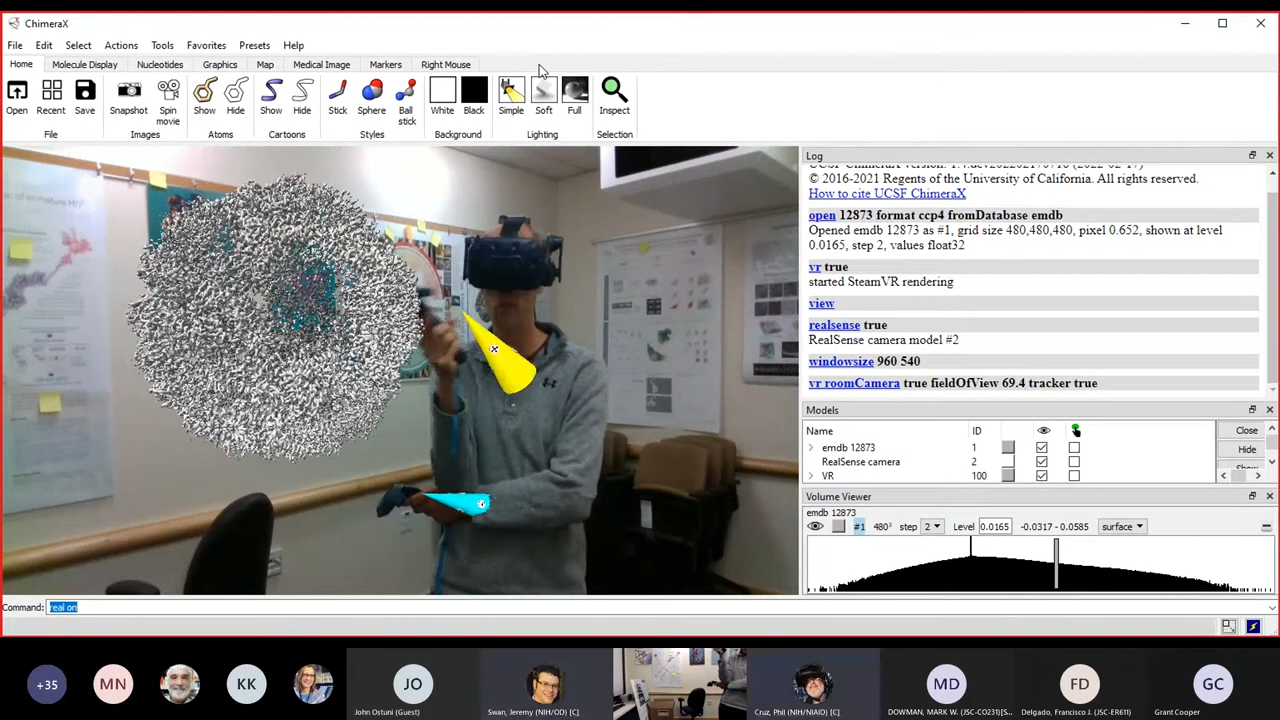 ChimeraX
File Edit Select Actions Tools Favorites Presets Help
Home Molecule Display Nucleotides Graphics Map Medical Image Markers Right Mouse
Open Recent Save Snapshot Spin movie Show Hide Show Hide Stick Sphere Ball stick White Black Simple Soft Full Inspect
File Images Atoms Cartoons Styles Background Lighting Selection
Log
© 2016-2021 Regents of the University of California. All rights reserved.
How to cite UCSF ChimeraX
open 12873 format ccp4 fromDatabase emdb
Opened emdb 12873 as #1, grid size 480,480,480, pixel 0.652, shown at level
0.0165, step 2, values float32
vr true
started SteamVR rendering
view
realsense true
RealSense camera model #2
windowsize 960 540
vr roomCamera true fieldOfView 69.4 tracker true
Models
Name ID Close
emdb 12873 1 Hide
RealSense camera 2
VR 100
Volume Viewer
emdb 12873
#1 480³ step 2 Level 0.0165 -0.0317 - 0.0585 surface
Command: real on
+35 MN KK JO MD FD GC
John Ostuni (Guest) Swan, Jeremy (NIH/OD) [C] Cruz, Phil (NIH/NIAID) [C] DOWMAN, MARK W. (JSC-CO231)[S... Delgado, Francisco J. (JSC-ER611) Grant Cooper